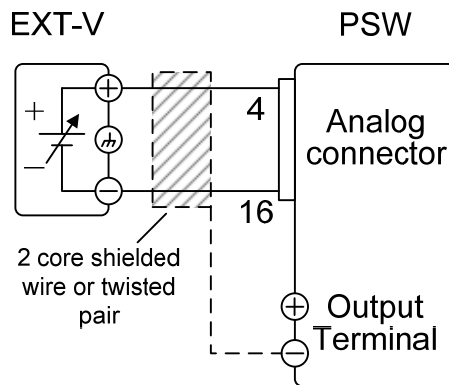 EXT-V
PSW
+
−
+
−
4
16
Analog
connector
2 core shielded
wire or twisted
pair
+
−
Output
Terminal